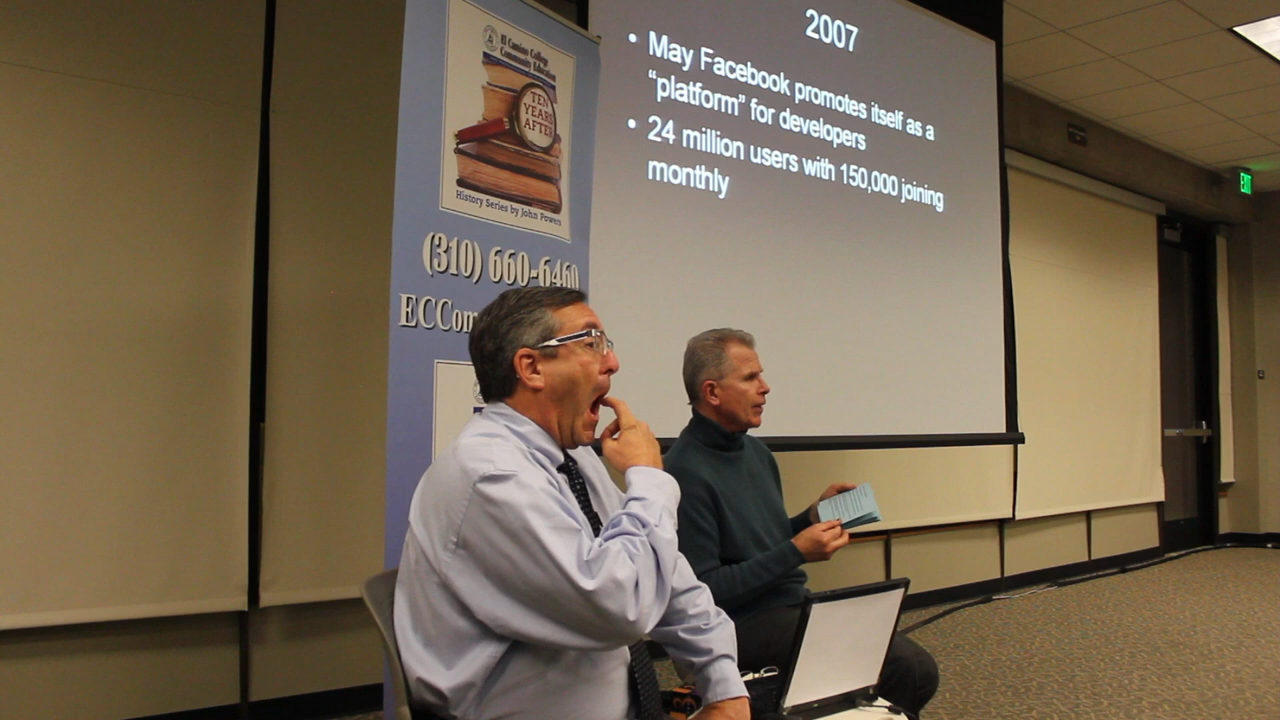 El Camino College
Community Education
TEN
YEARS
AFTER
History Series by John Powers
(310) 660-6460
ECCom
2007
• May Facebook promotes itself as a
“platform” for developers
• 24 million users with 150,000 joining
monthly
EXIT